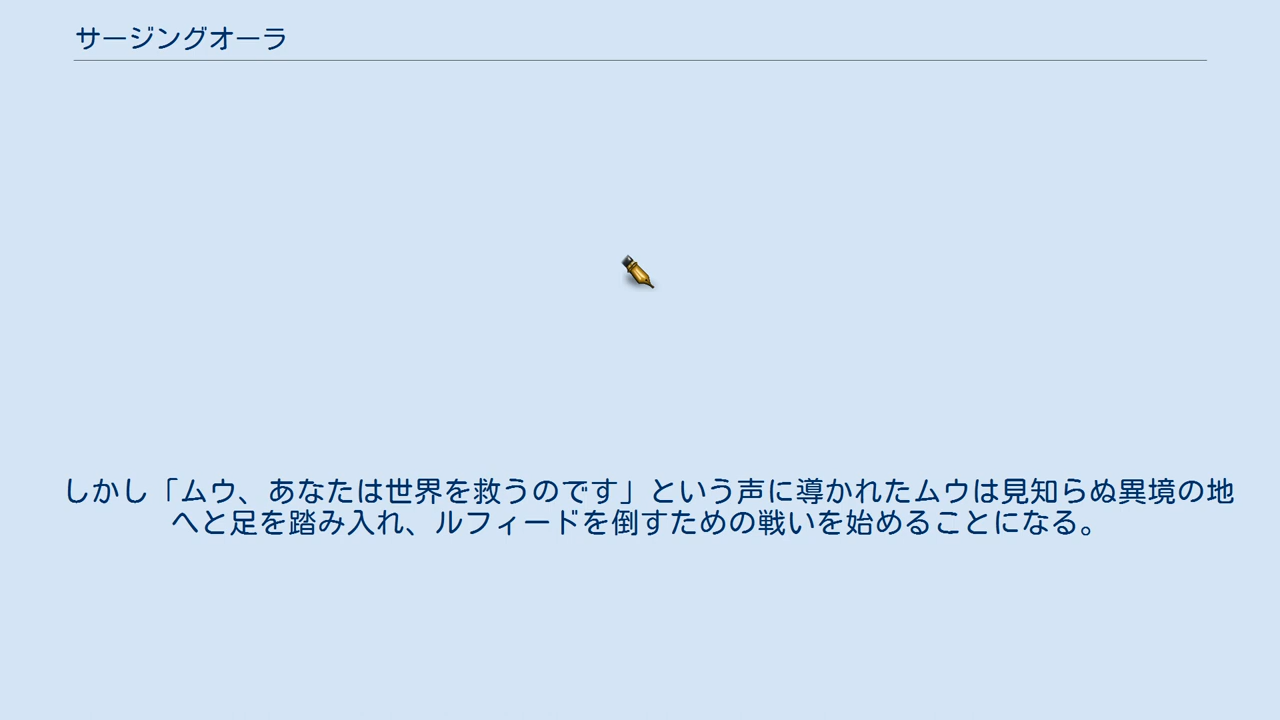 サージングオーラ
しかし「ムウ、あなたは世界を救うのです」という声に導かれたムウは見知らぬ異境の地
へと足を踏み入れ、ルフィードを倒すための戦いを始めることになる。